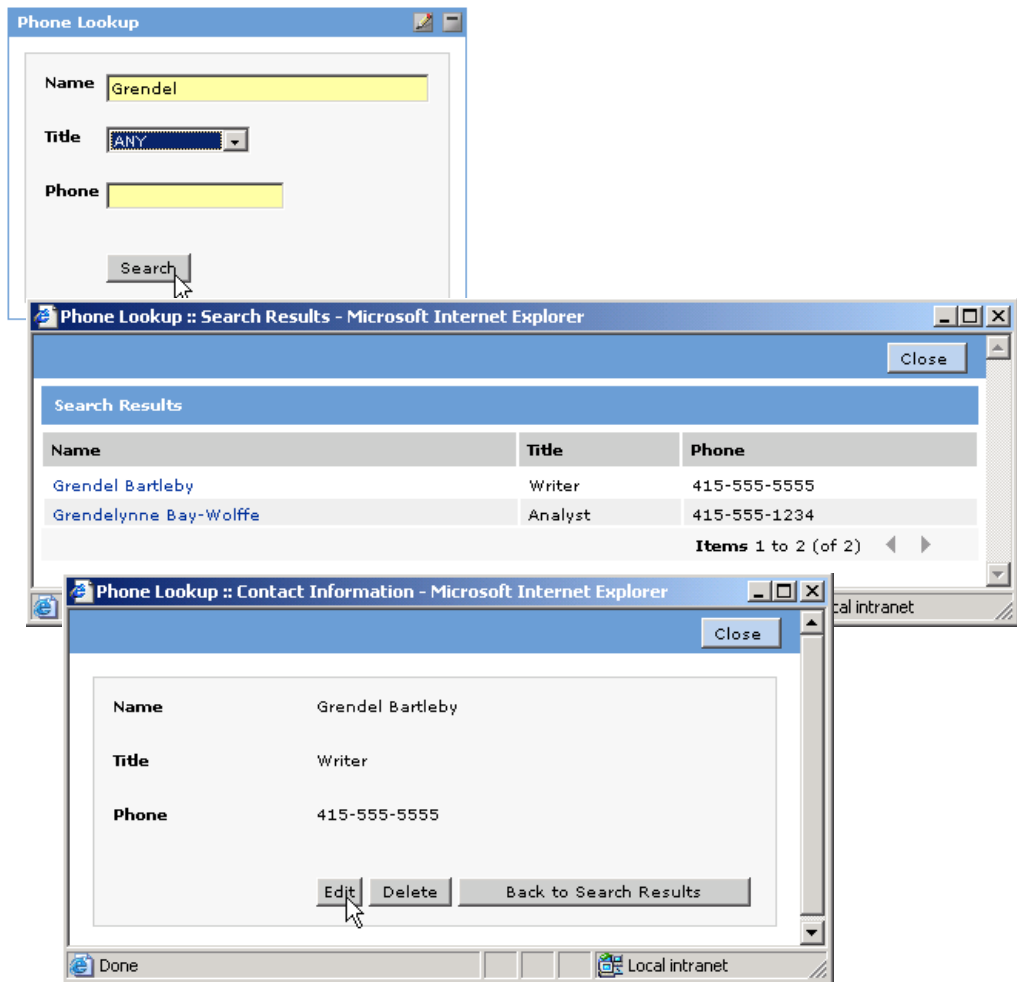 Phone Lookup
Name Grendel
Title ANY
Phone
Search
Phone Lookup :: Search Results - Microsoft Internet Explorer
Close
Search Results
Name Title Phone
Grendel Bartleby Writer 415-555-5555
Grendelynne Bay-Wolffe Analyst 415-555-1234
Items 1 to 2 (of 2)
Phone Lookup :: Contact Information - Microsoft Internet Explorer
cal intranet
Close
Name Grendel Bartleby
Title Writer
Phone 415-555-5555
Edit Delete Back to Search Results
Done Local intranet